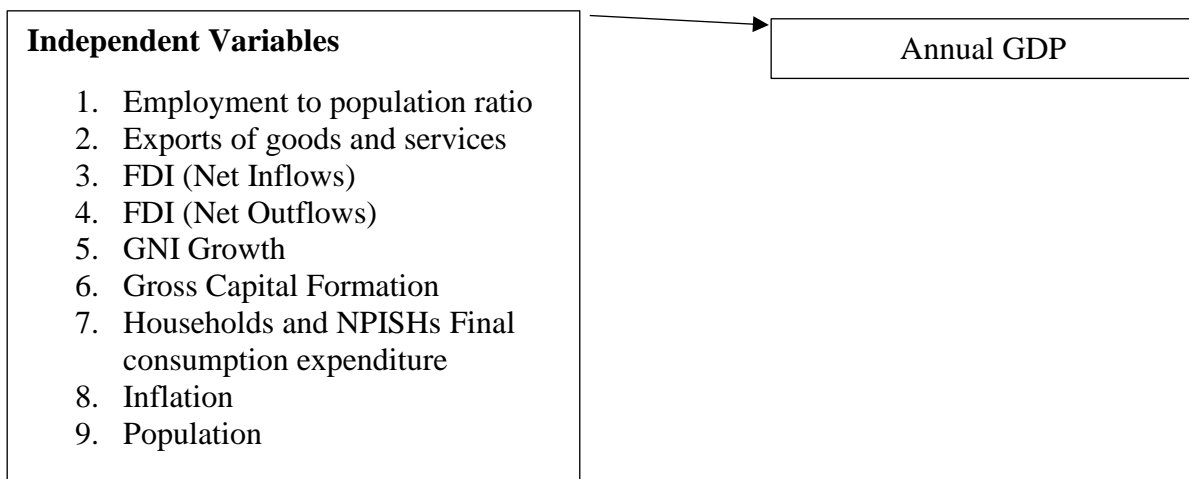 Independent Variables
Annual GDP
1. Employment to population ratio
2. Exports of goods and services
3. FDI (Net Inflows)
4. FDI (Net Outflows)
5. GNI Growth
6. Gross Capital Formation
7. Households and NPISHs Final
consumption expenditure
8. Inflation
9. Population